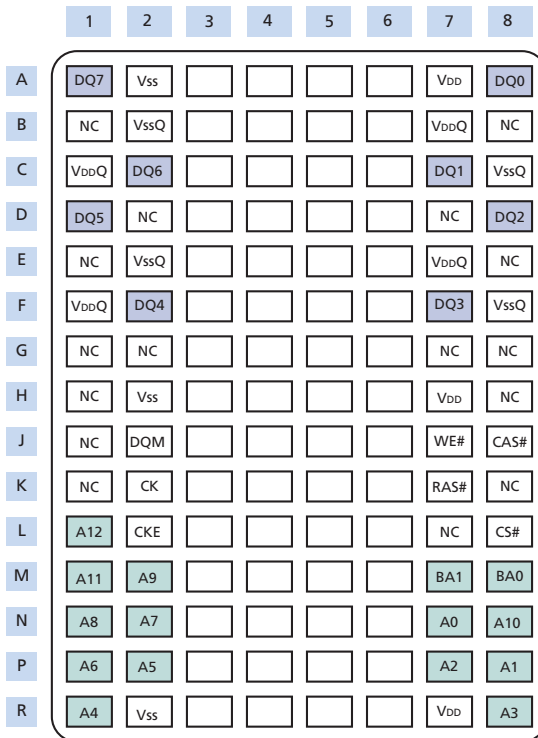 1 2 3 4 5 6 7 8
A DQ7 Vss VDD DQ0
B NC VssQ VDDQ NC
C VDDQ DQ6 DQ1 VssQ
D DQ5 NC NC DQ2
E NC VssQ VDDQ NC
F VDDQ DQ4 DQ3 VssQ
G NC NC NC NC
H NC Vss VDD NC
J NC DQM WE# CAS#
K NC CK RAS# NC
L A12 CKE NC CS#
M A11 A9 BA1 BA0
N A8 A7 A0 A10
P A6 A5 A2 A1
R A4 Vss VDD A3